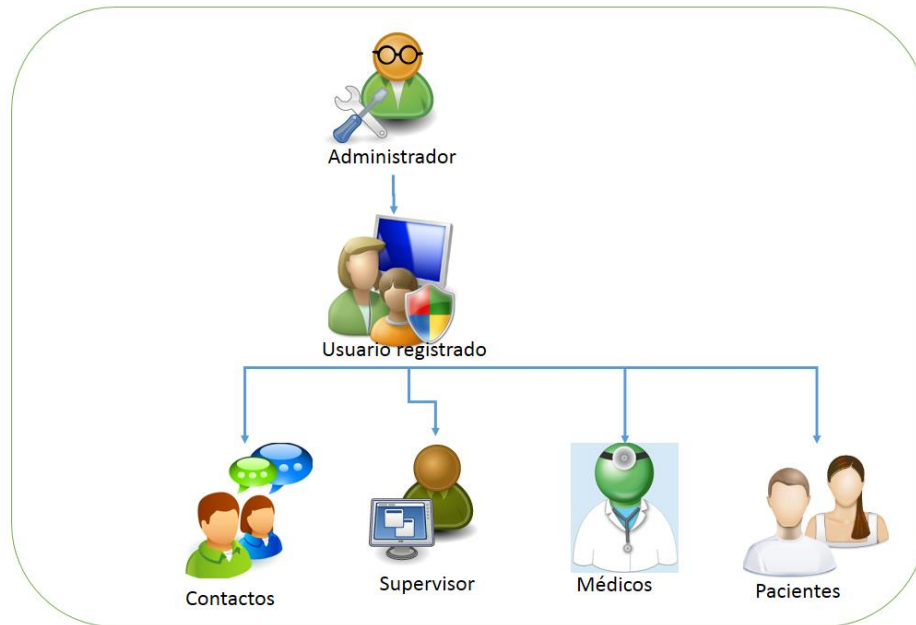 Administrador
Usuario registrado
Contactos
Supervisor
Médicos
Pacientes